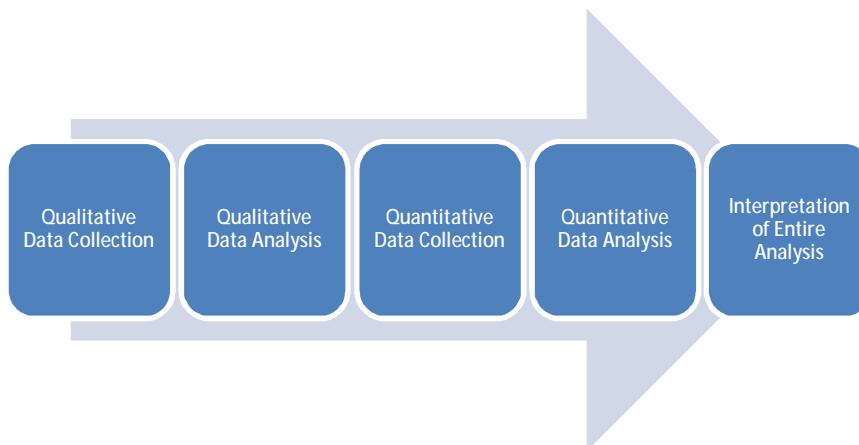 Qualitative
Data Collection
Qualitative
Data Analysis
Quantitative
Data Collection
Quantitative
Data Analysis
Interpretation
of Entire
Analysis